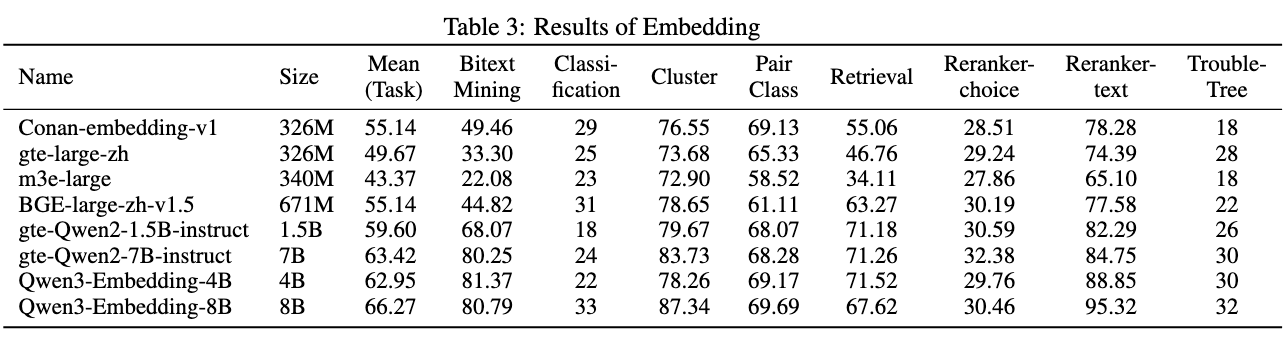 Table 3: Results of Embedding
Name Size Mean (Task) Bitext Mining Classi-fication Cluster Pair Class Retrieval Reranker-choice Reranker-text Trouble-Tree
Conan-embedding-v1 326M 55.14 49.46 29 76.55 69.13 55.06 28.51 78.28 18
gte-large-zh 326M 49.67 33.30 25 73.68 65.33 46.76 29.24 74.39 28
m3e-large 340M 43.37 22.08 23 72.90 58.52 34.11 27.86 65.10 18
BGE-large-zh-v1.5 671M 55.14 44.82 31 78.65 61.11 63.27 30.19 77.58 22
gte-Qwen2-1.5B-instruct 1.5B 59.60 68.07 18 79.67 68.07 71.18 30.59 82.29 26
gte-Qwen2-7B-instruct 7B 63.42 80.25 24 83.73 68.28 71.26 32.38 84.75 30
Qwen3-Embedding-4B 4B 62.95 81.37 22 78.26 69.17 71.52 29.76 88.85 30
Qwen3-Embedding-8B 8B 66.27 80.79 33 87.34 69.69 67.62 30.46 95.32 32